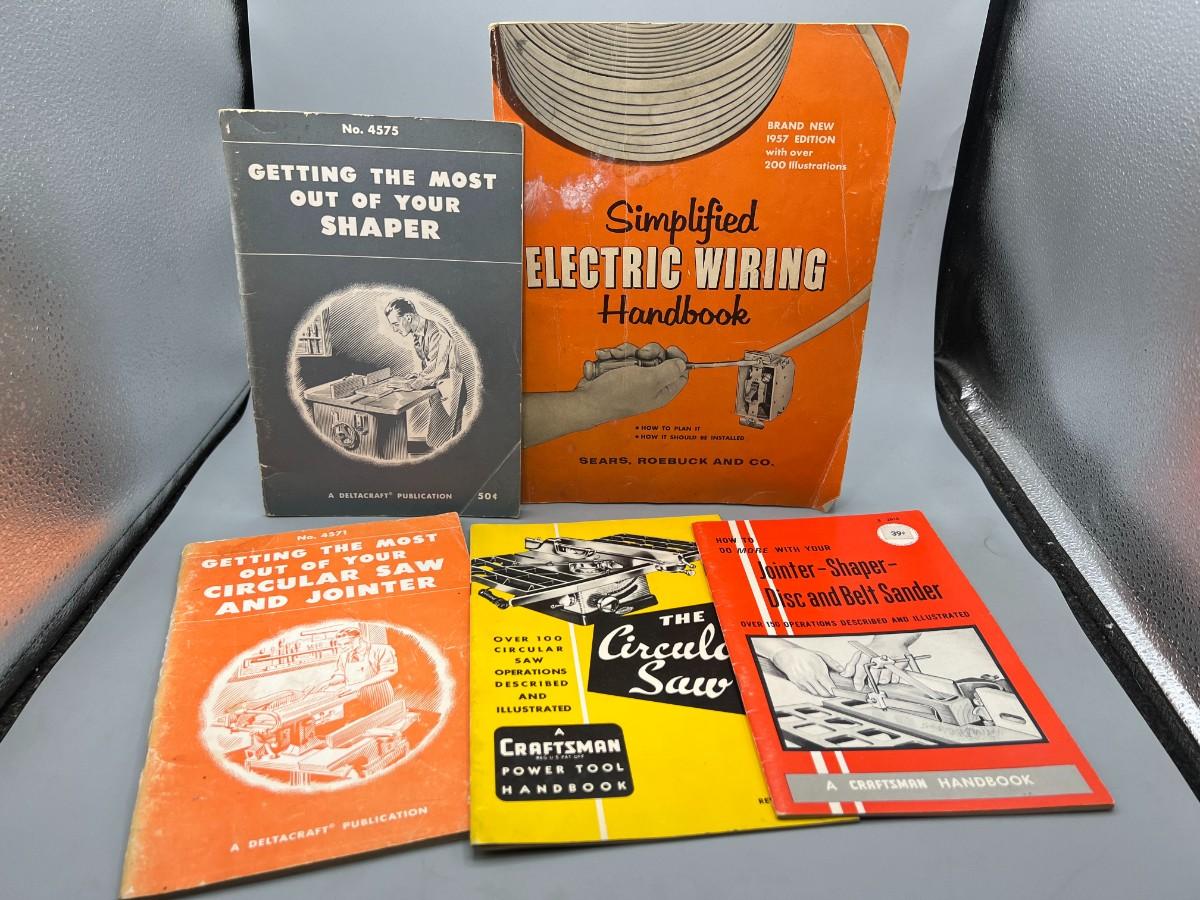 No. 4575
GETTING THE MOST
OUT OF YOUR
SHAPER
A DELTACRAFT® PUBLICATION
50¢
BRAND NEW
1957 EDITION
with over
200 Illustrations
Simplified
ELECTRIC WIRING
Handbook
• HOW TO PLAN IT
• HOW IT SHOULD BE INSTALLED
SEARS, ROEBUCK AND CO.
No. 4571
GETTING THE MOST
OUT OF YOUR
CIRCULAR SAW
AND JOINTER
A DELTACRAFT® PUBLICATION
THE
Circula
Saw
OVER 100
CIRCULAR
SAW
OPERATIONS
DESCRIBED
AND
ILLUSTRATED
A
CRAFTSMAN
REG U.S. PAT. OFF
POWER TOOL
HANDBOOK
39¢
HOW TO
DO MORE WITH YOUR
Jointer-Shaper-
Disc and Belt Sander
OVER 150 OPERATIONS DESCRIBED AND ILLUSTRATED
A CRAFTSMAN HANDBOOK